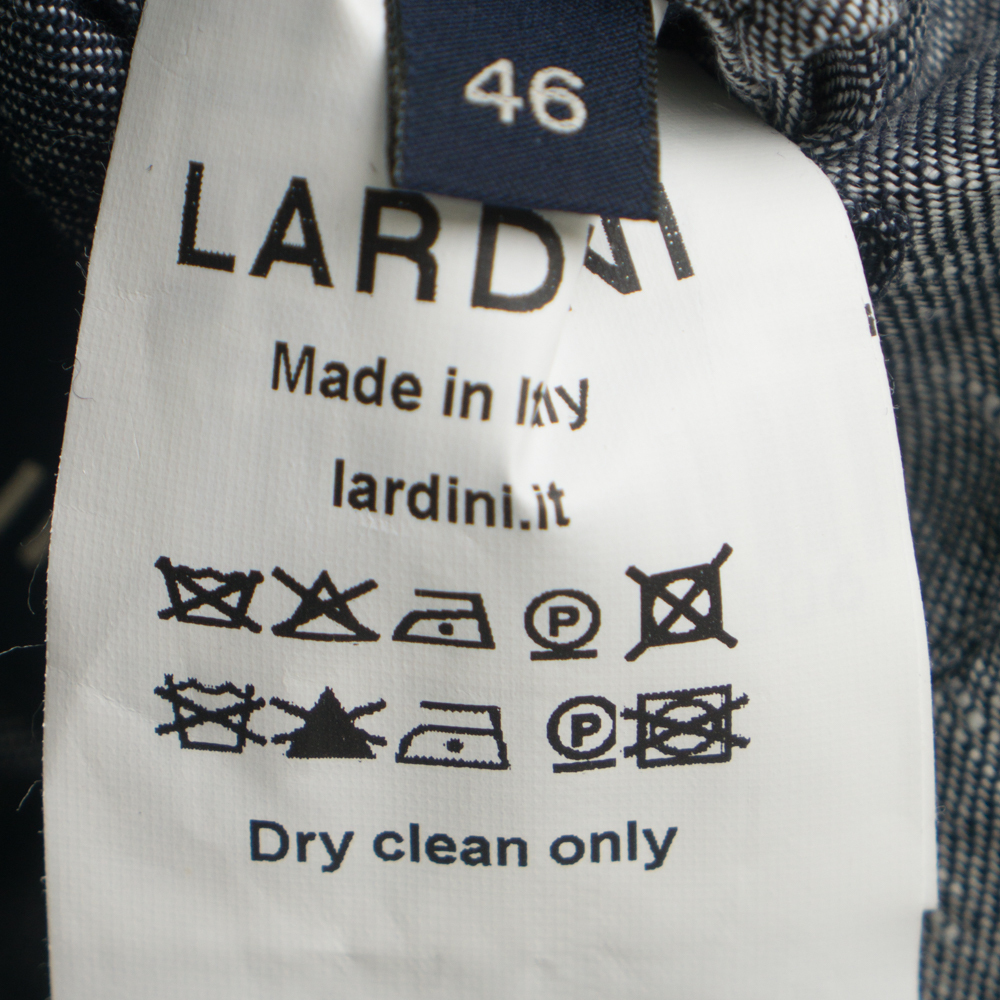 46
LARDINI
Made in Italy
lardini.it
P
P
Dry clean only